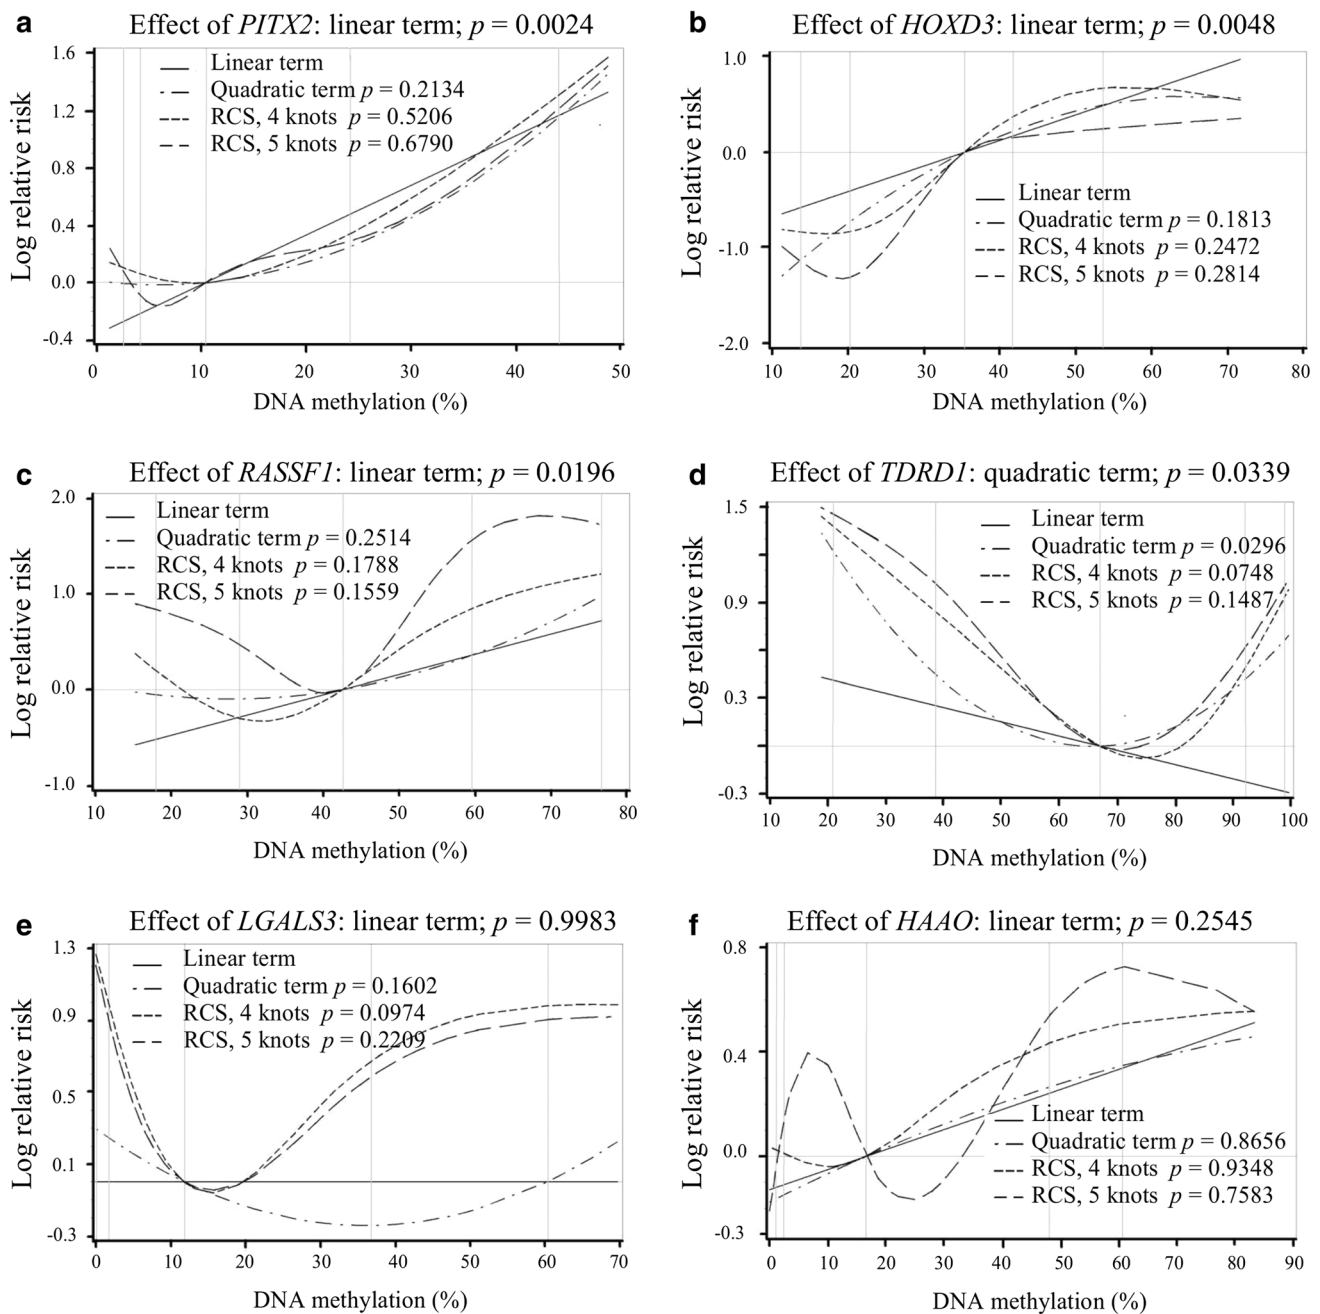 a Effect of PITX2: linear term; p = 0.0024
1.6
1.2
0.8
0.4
0.0
-0.4
Log relative risk
Linear term
Quadratic term p = 0.2134
RCS, 4 knots p = 0.5206
RCS, 5 knots p = 0.6790
0 10 20 30 40 50
DNA methylation (%)
b Effect of HOXD3: linear term; p = 0.0048
1.0
0.0
-1.0
-2.0
Log relative risk
Linear term
Quadratic term p = 0.1813
RCS, 4 knots p = 0.2472
RCS, 5 knots p = 0.2814
10 20 30 40 50 60 70 80
DNA methylation (%)
c Effect of RASSF1: linear term; p = 0.0196
2.0
1.0
0.0
-1.0
Log relative risk
Linear term
Quadratic term p = 0.2514
RCS, 4 knots p = 0.1788
RCS, 5 knots p = 0.1559
10 20 30 40 50 60 70 80
DNA methylation (%)
d Effect of TDRD1: quadratic term; p = 0.0339
1.5
0.9
0.3
-0.3
Log relative risk
Linear term
Quadratic term p = 0.0296
RCS, 4 knots p = 0.0748
RCS, 5 knots p = 0.1487
10 20 30 40 50 60 70 80 90 100
DNA methylation (%)
e Effect of LGALS3: linear term; p = 0.9983
1.3
0.9
0.5
0.1
-0.3
Log relative risk
Linear term
Quadratic term p = 0.1602
RCS, 4 knots p = 0.0974
RCS, 5 knots p = 0.2209
0 10 20 30 40 50 60 70
DNA methylation (%)
f Effect of HAAO: linear term; p = 0.2545
0.8
0.4
0.0
-0.3
Log relative risk
Linear term
Quadratic term p = 0.8656
RCS, 4 knots p = 0.9348
RCS, 5 knots p = 0.7583
0 10 20 30 40 50 60 70 80 90
DNA methylation (%)